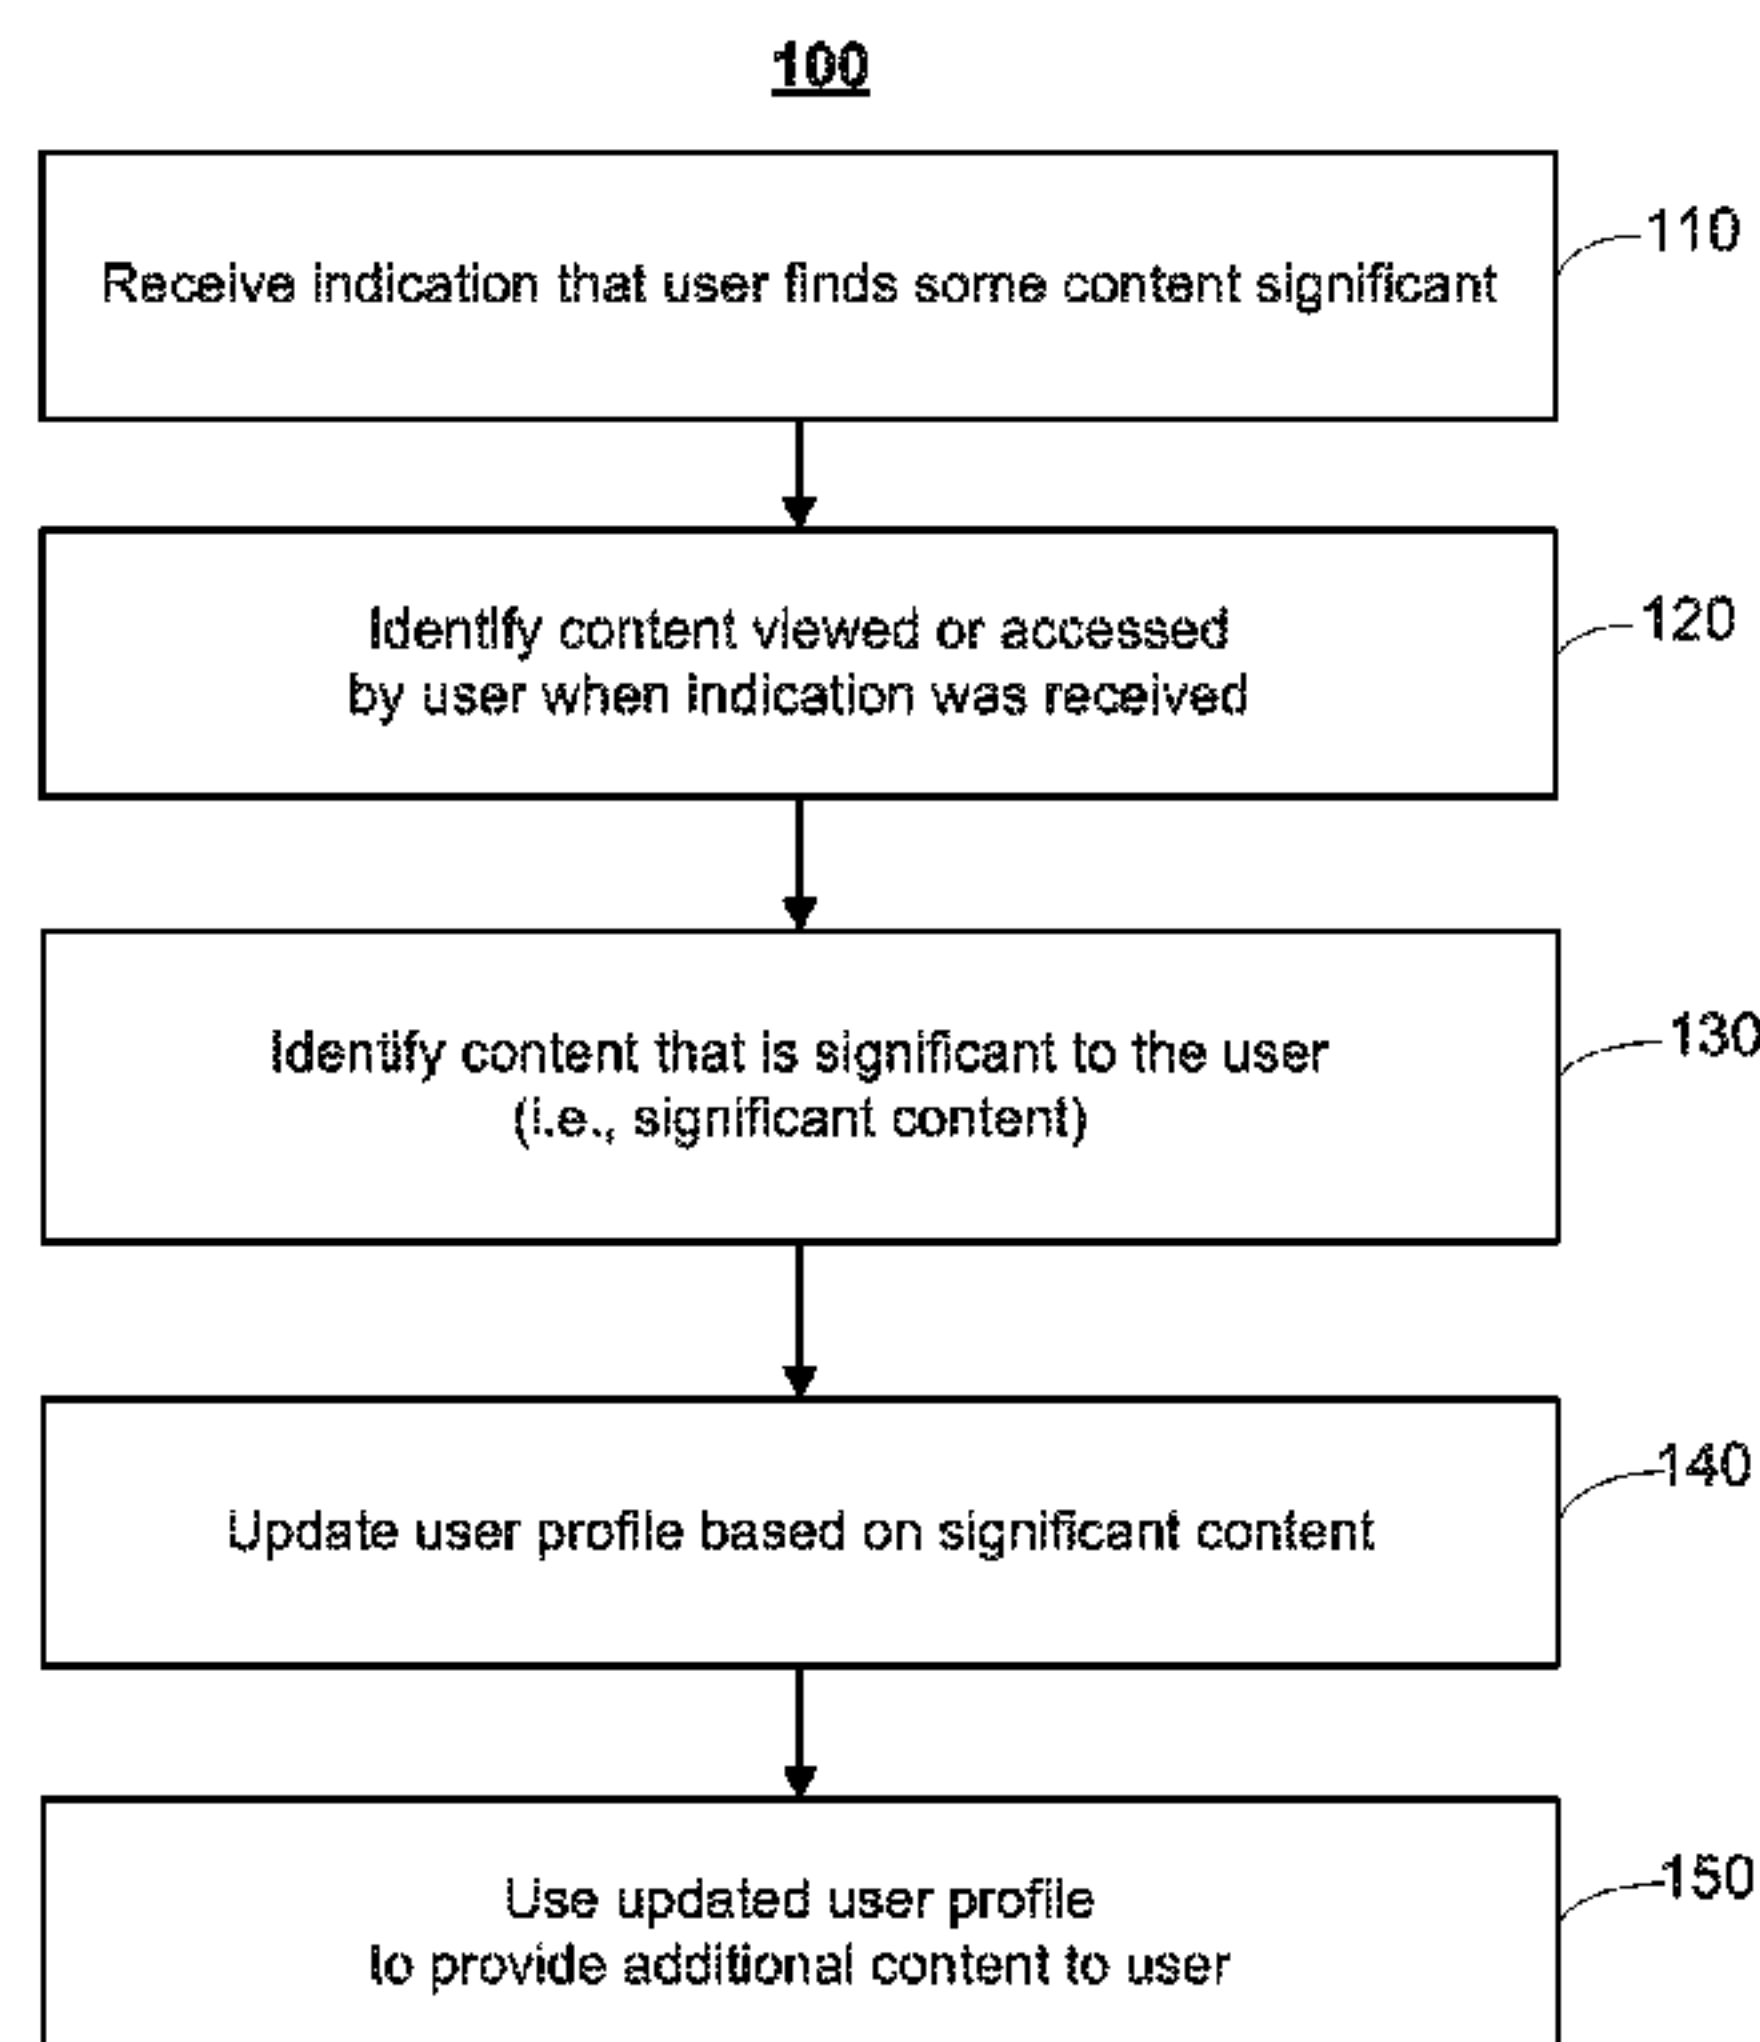 100
Receive indication that user finds some content significant
110
Identify content viewed or accessed
by user when indication was received
120
Identify content that is significant to the user
(i.e., significant content)
130
Update user profile based on significant content
140
Use updated user profile
to provide additional content to user
150